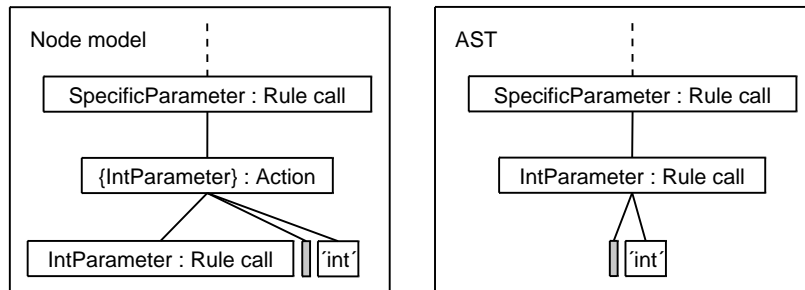 Node model
SpecificParameter : Rule call
{IntParameter} : Action
IntParameter : Rule call
´int´
AST
SpecificParameter : Rule call
IntParameter : Rule call
´int´